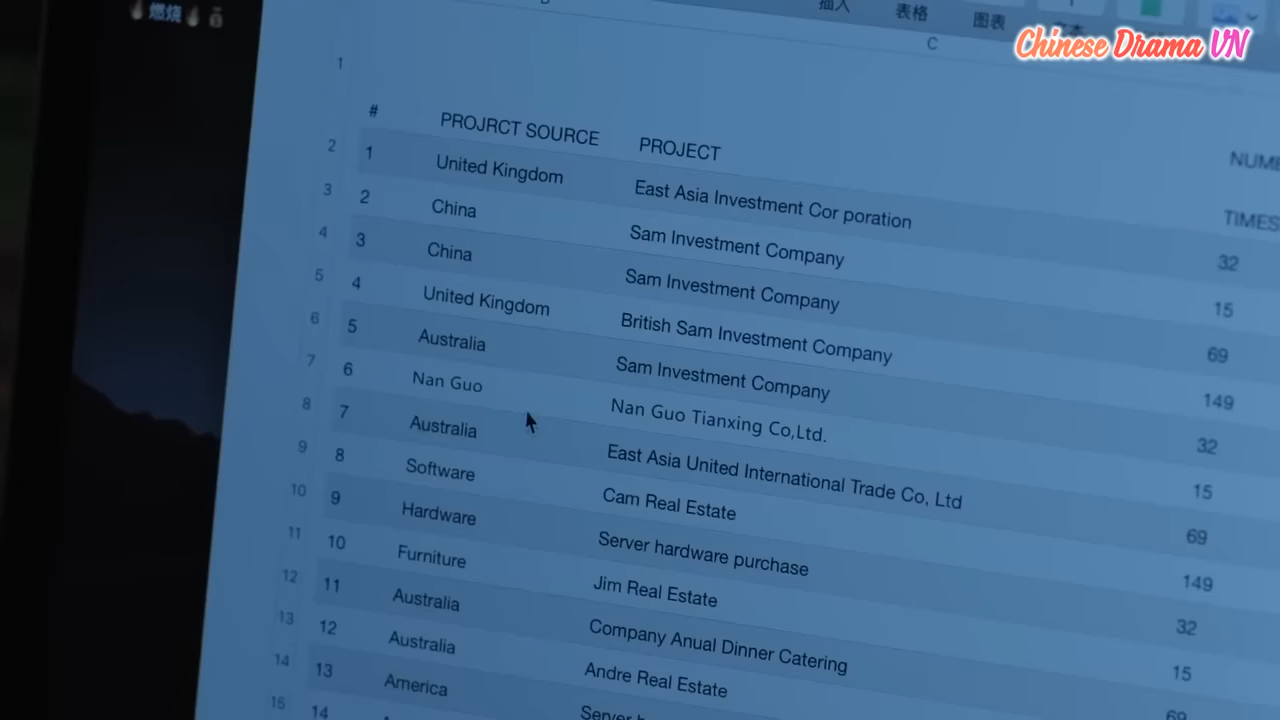 燃烧
插入 表格 图表
C
Chinese Drama VN
1
NUM
# PROJRCT SOURCE PROJECT TIMES
2 1 United Kingdom East Asia Investment Cor poration 32
3 2 China Sam Investment Company 15
4 3 China Sam Investment Company 69
5 4 United Kingdom British Sam Investment Company 149
6 5 Australia Sam Investment Company 32
7 6 Nan Guo Nan Guo Tianxing Co,Ltd. 15
8 7 Australia East Asia United International Trade Co, Ltd 69
9 8 Software Cam Real Estate 149
10 9 Hardware Server hardware purchase 32
11 10 Furniture Jim Real Estate 15
12 11 Australia Company Anual Dinner Catering 69
13 12 Australia Andre Real Estate
14 13 America Server
15 14